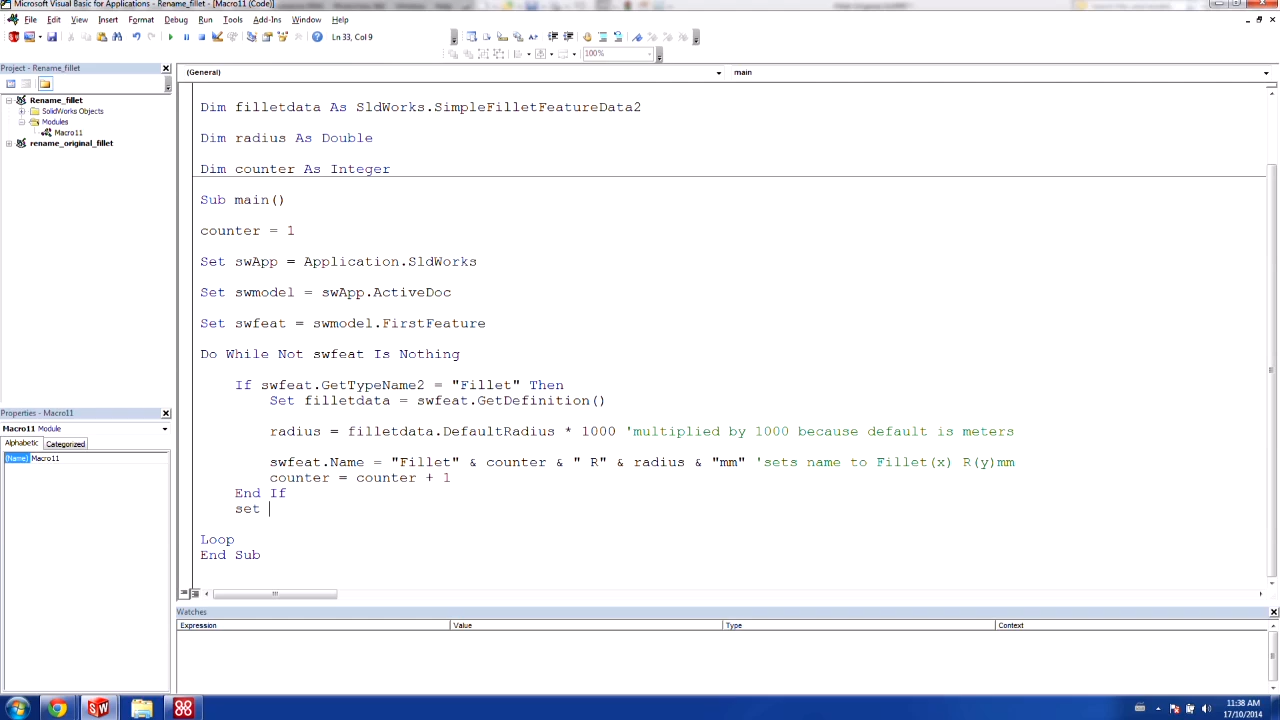 Microsoft Visual Basic for Applications - Rename_fillet - [Macro11 (Code)]
File Edit View Insert Format Debug Run Tools Add-Ins Window Help
Ln 33, Col 9
100%
Project - Rename_fillet
Rename_fillet
SolidWorks Objects
Modules
Macro11
rename_original_fillet
Properties - Macro11
Macro11 Module
Alphabetic Categorized
(Name) Macro11
(General) main
Dim filletdata As SldWorks.SimpleFilletFeatureData2
Dim radius As Double
Dim counter As Integer
Sub main()
counter = 1
Set swApp = Application.SldWorks
Set swmodel = swApp.ActiveDoc
Set swfeat = swmodel.FirstFeature
Do While Not swfeat Is Nothing
If swfeat.GetTypeName2 = "Fillet" Then
Set filletdata = swfeat.GetDefinition()
radius = filletdata.DefaultRadius * 1000 'multiplied by 1000 because default is meters
swfeat.Name = "Fillet" & counter & " R" & radius & "mm" 'sets name to Fillet(x) R(y)mm
counter = counter + 1
End If
set
Loop
End Sub
Watches
Expression Value Type Context
11:38 AM
17/10/2014